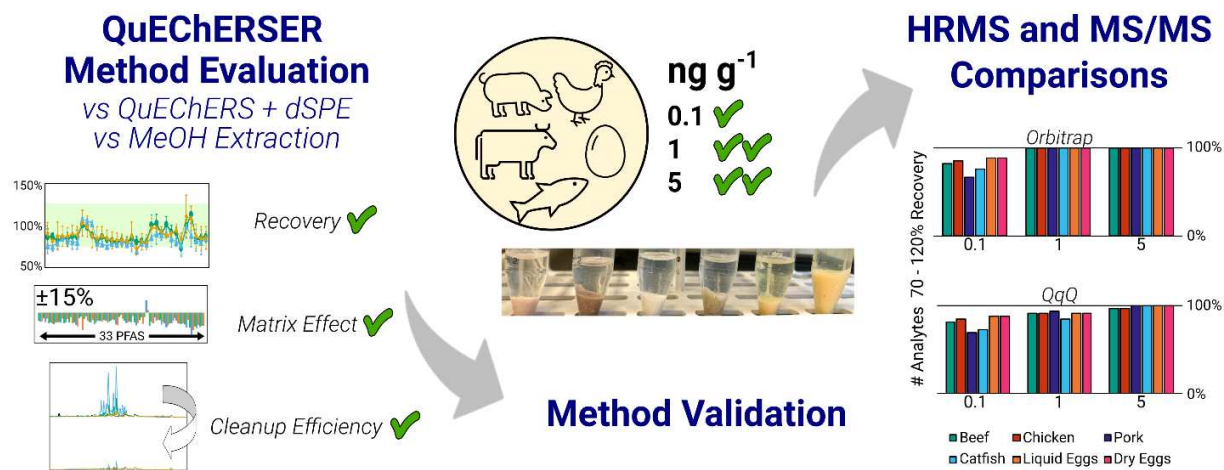 QuEChERSER
Method Evaluation
vs QuEChERS + dSPE
vs MeOH Extraction
150%
100%
50%
Recovery
±15%
33 PFAS
Matrix Effect
Cleanup Efficiency
ng g-1
0.1
1
5
Method Validation
HRMS and MS/MS
Comparisons
# Analytes 70 - 120% Recovery
Orbitrap
100%
0%
0.1 1 5
QqQ
100%
0%
0.1 1 5
Beef Chicken Pork
Catfish Liquid Eggs Dry Eggs